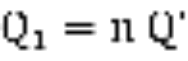 Q₁ = n Q'